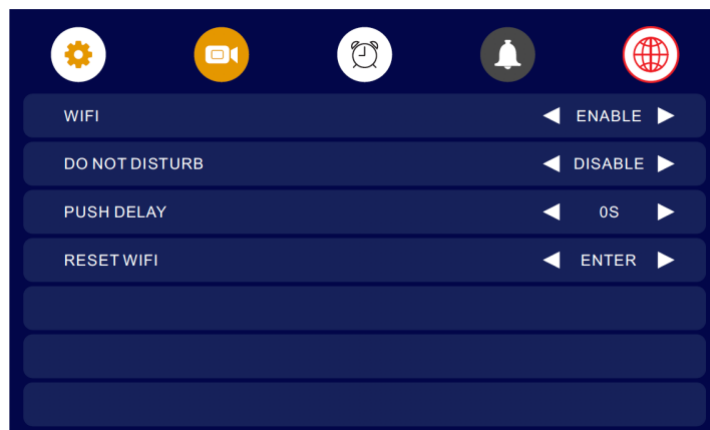 WIFI ENABLE
DO NOT DISTURB DISABLE
PUSH DELAY 0S
RESET WIFI ENTER